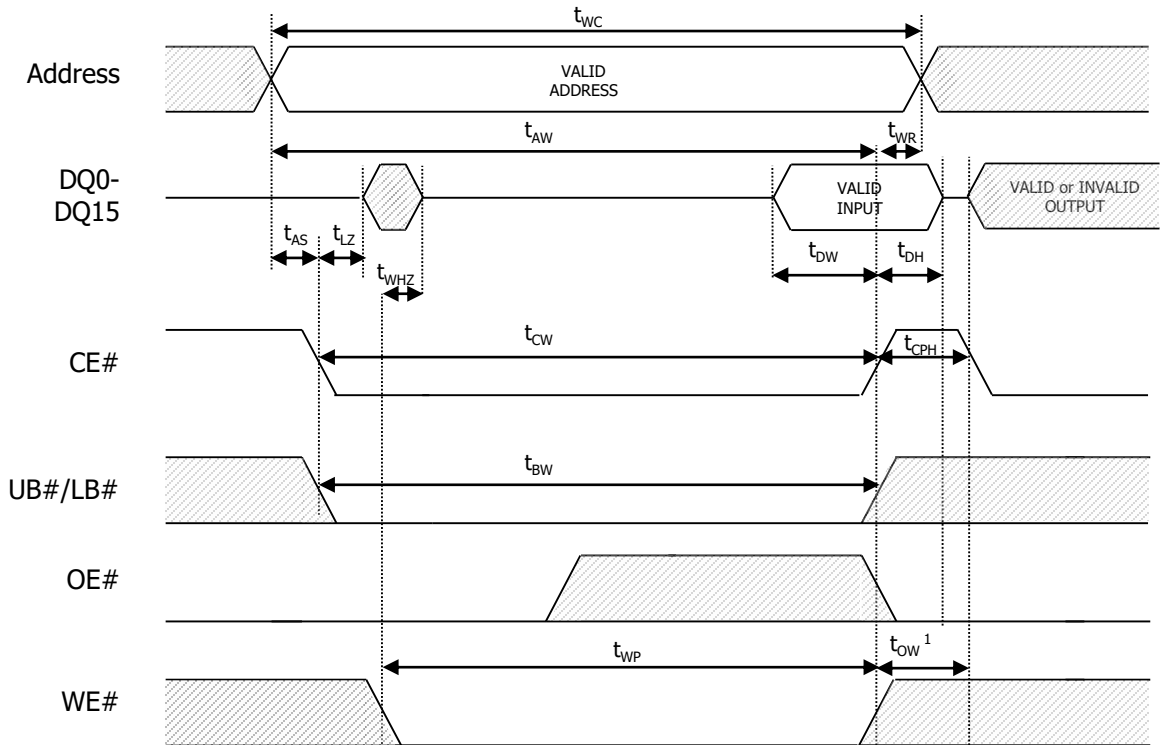 tWC
Address
VALID
ADDRESS
tAW
tWR
DQ0-
DQ15
VALID
INPUT
VALID or INVALID
OUTPUT
tAS
tLZ
tWHZ
tDW
tDH
CE#
tCW
tCPH
UB#/LB#
tBW
OE#
WE#
tWP
tOW 1